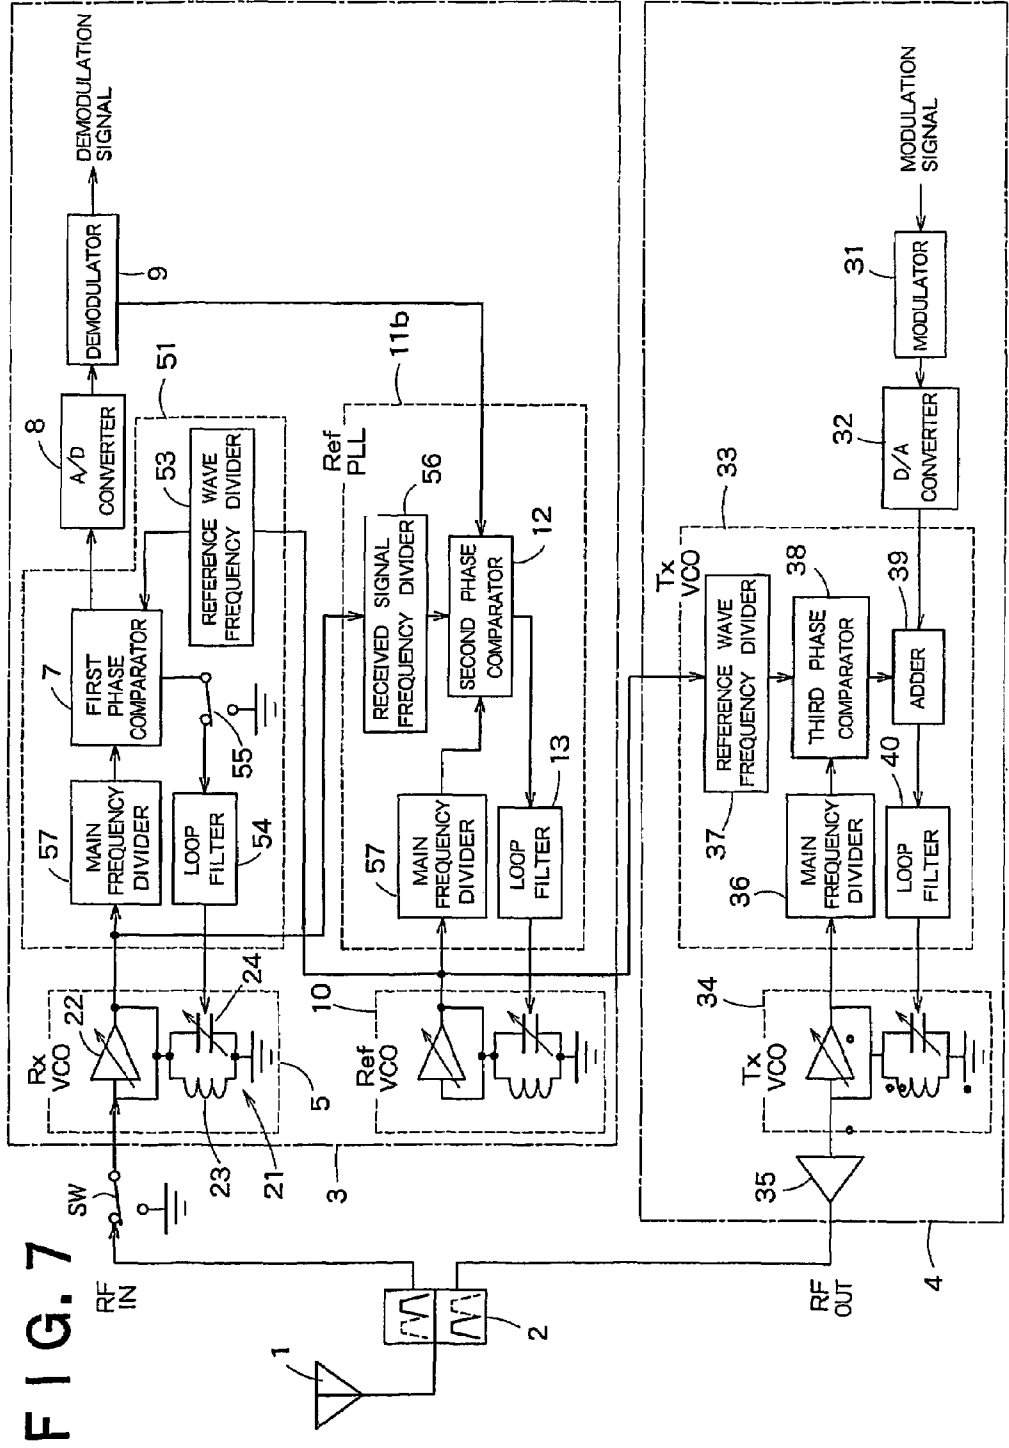 FIG. 7
RF
IN
SW
Rx
VCO
22
23
21
24
5
3
57
MAIN
FREQUENCY
DIVIDER
7
FIRST
PHASE
COMPARATOR
LOOP
FILTER
54
55
53
REFERENCE WAVE
FREQUENCY DIVIDER
51
8
A/D
CONVERTER
DEMODULATOR
9
DEMODULATION
SIGNAL
1
2
10
Ref
VCO
57
MAIN
FREQUENCY
DIVIDER
LOOP
FILTER
13
Ref
PLL
11b
RECEIVED SIGNAL
FREQUENCY DIVIDER
56
SECOND PHASE
COMPARATOR
12
RF
OUT
35
4
Tx
VCO
34
36
MAIN
FREQUENCY
DIVIDER
37
REFERENCE WAVE
FREQUENCY DIVIDER
Tx
VCO
33
THIRD PHASE
COMPARATOR
38
ADDER
39
LOOP
FILTER
40
32
D/A
CONVERTER
31
MODULATOR
MODULATION
SIGNAL